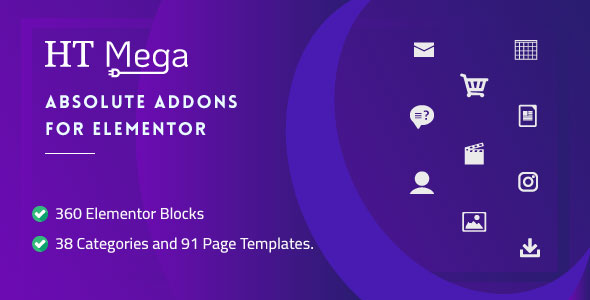 HT Mega
ABSOLUTE ADDONS
FOR ELEMENTOR
360 Elementor Blocks
38 Categories and 91 Page Templates.